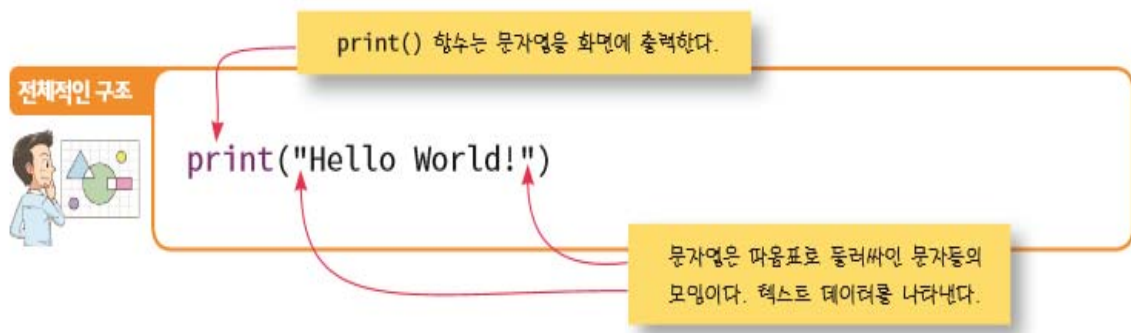 print() 함수는 문자열을 화면에 출력한다.
전체적인 구조
print("Hello World!")
문자열은 따옴표로 둘러싸인 문자들의
모임이다. 텍스트 데이터를 나타낸다.